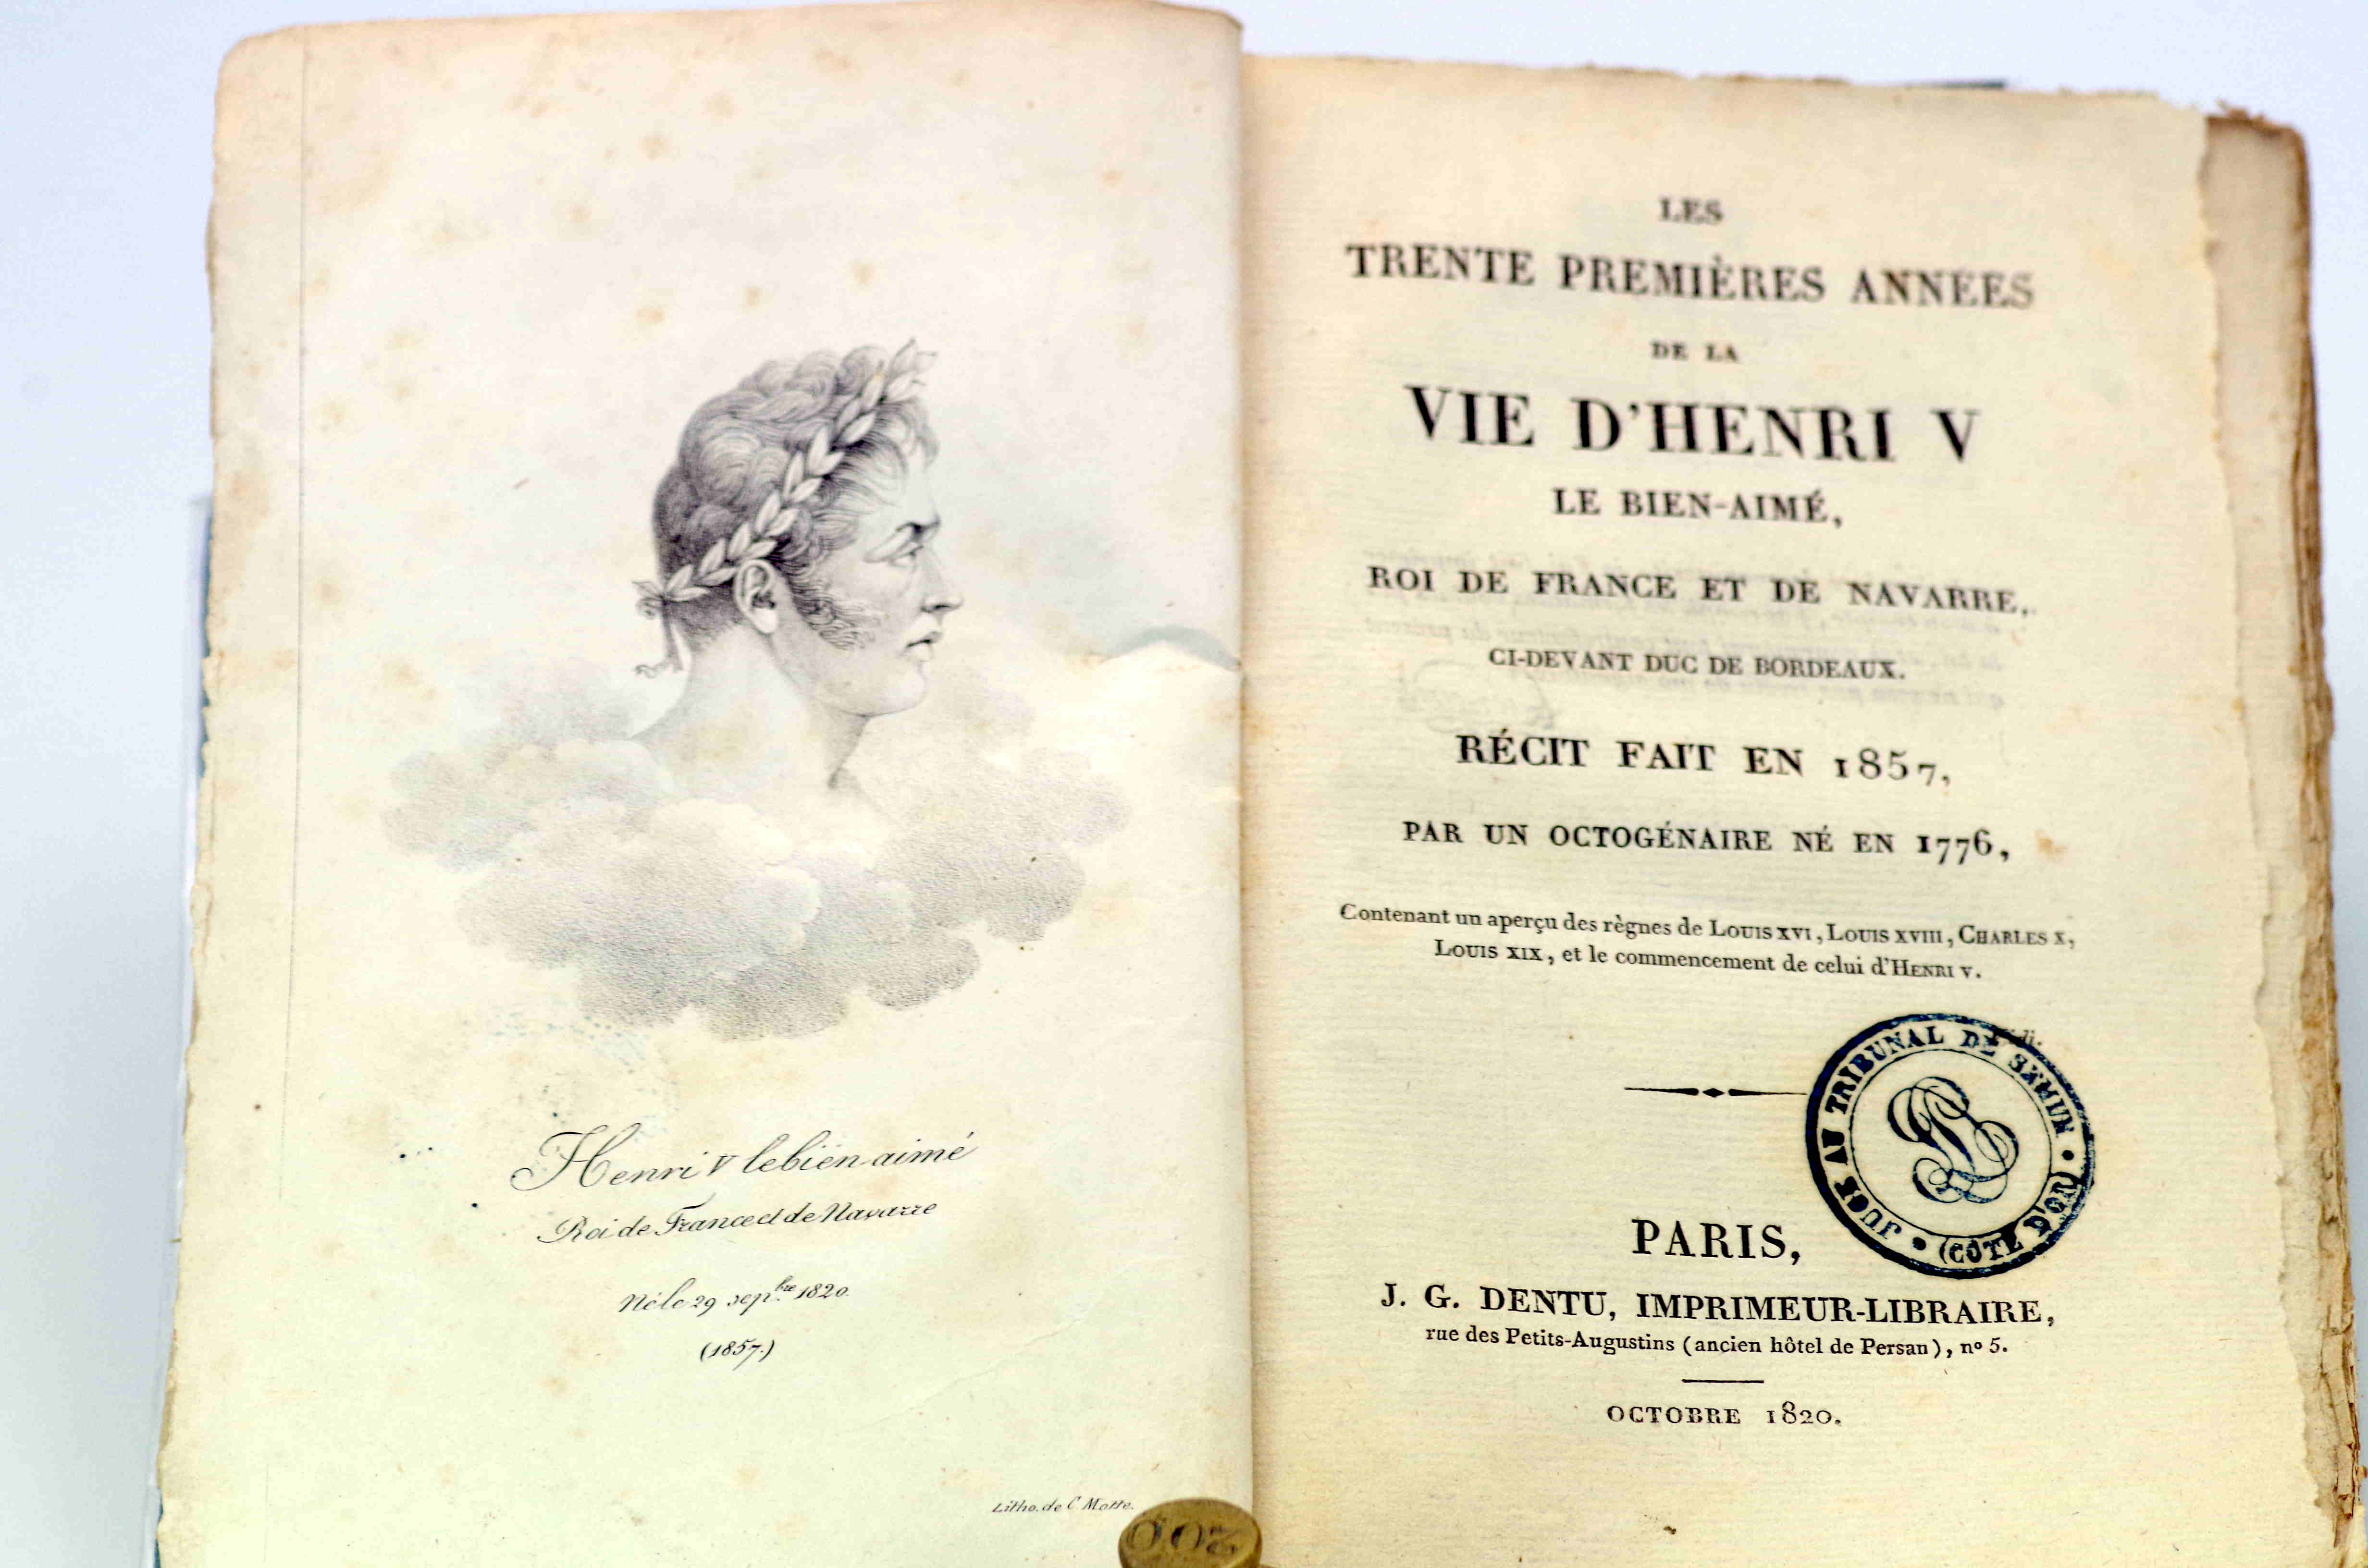 Henri V le bien-aimé
Roi de France et de Navarre
Né le 29 sep.bre 1820.
(1857.)
Litho. de C. Motte.
200
LES
TRENTE PREMIÈRES ANNÉES
DE LA
VIE D'HENRI V
LE BIEN-AIMÉ,
ROI DE FRANCE ET DE NAVARRE,
CI-DEVANT DUC DE BORDEAUX.
RÉCIT FAIT EN 1857,
PAR UN OCTOGÉNAIRE NÉ EN 1776,
Contenant un aperçu des règnes de LOUIS XVI, LOUIS XVIII, CHARLES X,
LOUIS XIX, et le commencement de celui d'HENRI V.
JUGE AU TRIBUNAL DE SEMUR • (CÔTE D'OR) •
PARIS,
J. G. DENTU, IMPRIMEUR-LIBRAIRE,
rue des Petits-Augustins (ancien hôtel de Persan), nº 5.
OCTOBRE 1820.